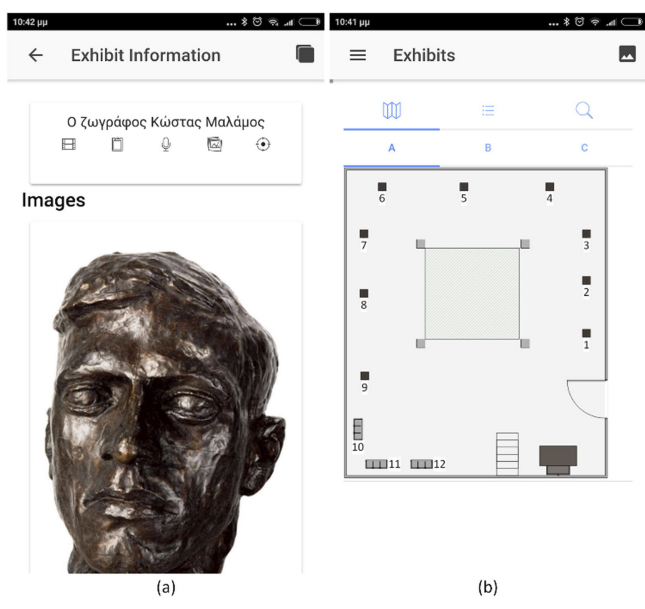 10:42 μμ
Exhibit Information
Ο ζωγράφος Κώστας Μαλάμος
Images
(a)
10:41 μμ
Exhibits
A B C
6 5 4
7 3
8 2
1
9
10
11 12
(b)